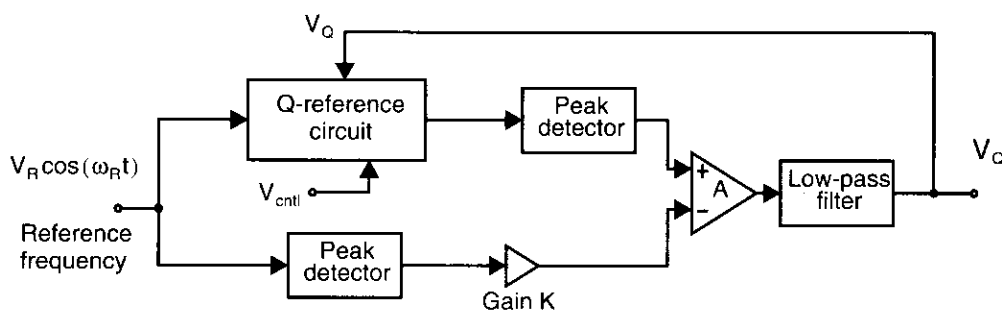 V_Q
Q-reference
circuit
Peak
detector
V_R cos (ω_R t)
V_cntl
+
A
−
Low-pass
filter
V_Q
Reference
frequency
Peak
detector
Gain K